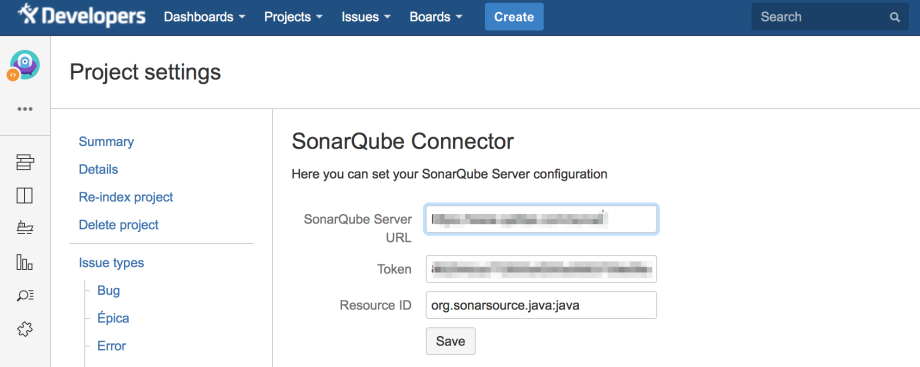 Developers Dashboards Projects Issues Boards Create Search
Project settings
Summary
Details
Re-index project
Delete project
Issue types
Bug
Épica
Error
SonarQube Connector
Here you can set your SonarQube Server configuration
SonarQube Server
URL
Token
Resource ID org.sonarsource.java:java
Save